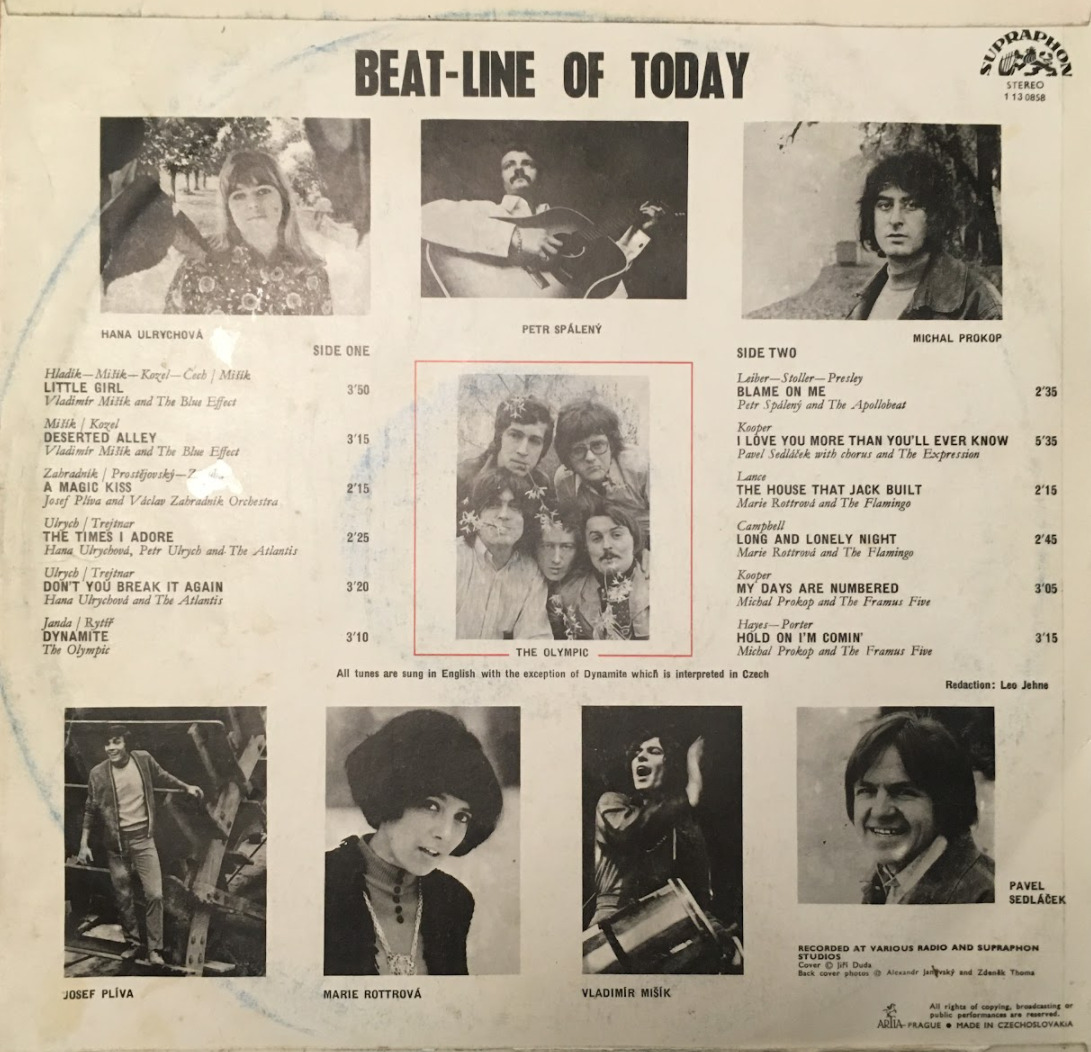 BEAT-LINE OF TODAY
SUPRAPHON
STEREO
1 13 0858
HANA ULRYCHOVÁ
PETR SPÁLENÝ
MICHAL PROKOP
SIDE ONE
Hladík—Mišík—Kozel—Čech / Mišík
LITTLE GIRL 3'50
Vladimír Mišík and The Blue Effect
Mišík / Kozel
DESERTED ALLEY 3'15
Vladimír Mišík and The Blue Effect
Zahradník / Prostějovský—
A MAGIC KISS 2'15
Josef Plíva and Václav Zahradník Orchestra
Ulrych / Trejtnar
THE TIMES I ADORE 2'25
Hana Ulrychová, Petr Ulrych and The Atlantis
Ulrych / Trejtnar
DON'T YOU BREAK IT AGAIN 3'20
Hana Ulrychová and The Atlantis
Janda / Rytíř
DYNAMITE 3'10
The Olympic
THE OLYMPIC
SIDE TWO
Leiber—Stoller—Presley
BLAME ON ME 2'35
Petr Spálený and The Apollobeat
Kooper
I LOVE YOU MORE THAN YOU'LL EVER KNOW 5'35
Pavel Sedláček with chorus and The Expression
Lance
THE HOUSE THAT JACK BUILT 2'15
Marie Rottrová and The Flamingo
Campbell
LONG AND LONELY NIGHT 2'45
Marie Rottrová and The Flamingo
Kooper
MY DAYS ARE NUMBERED 3'05
Michal Prokop and The Framus Five
Hayes—Porter
HOLD ON I'M COMIN' 3'15
Michal Prokop and The Framus Five
All tunes are sung in English with the exception of Dynamite which is interpreted in Czech
Redaction: Leo Jehne
JOSEF PLÍVA
MARIE ROTTROVÁ
VLADIMÍR MIŠÍK
PAVEL
SEDLÁČEK
RECORDED AT VARIOUS RADIO AND SUPRAPHON
STUDIOS
Cover © Jiří Duda
Back cover photos © Alexandr Janovský and Zdeněk Thoma
All rights of copying, broadcasting or
public performances are reserved.
ARTIA-PRAGUE ● MADE IN CZECHOSLOVAKIA